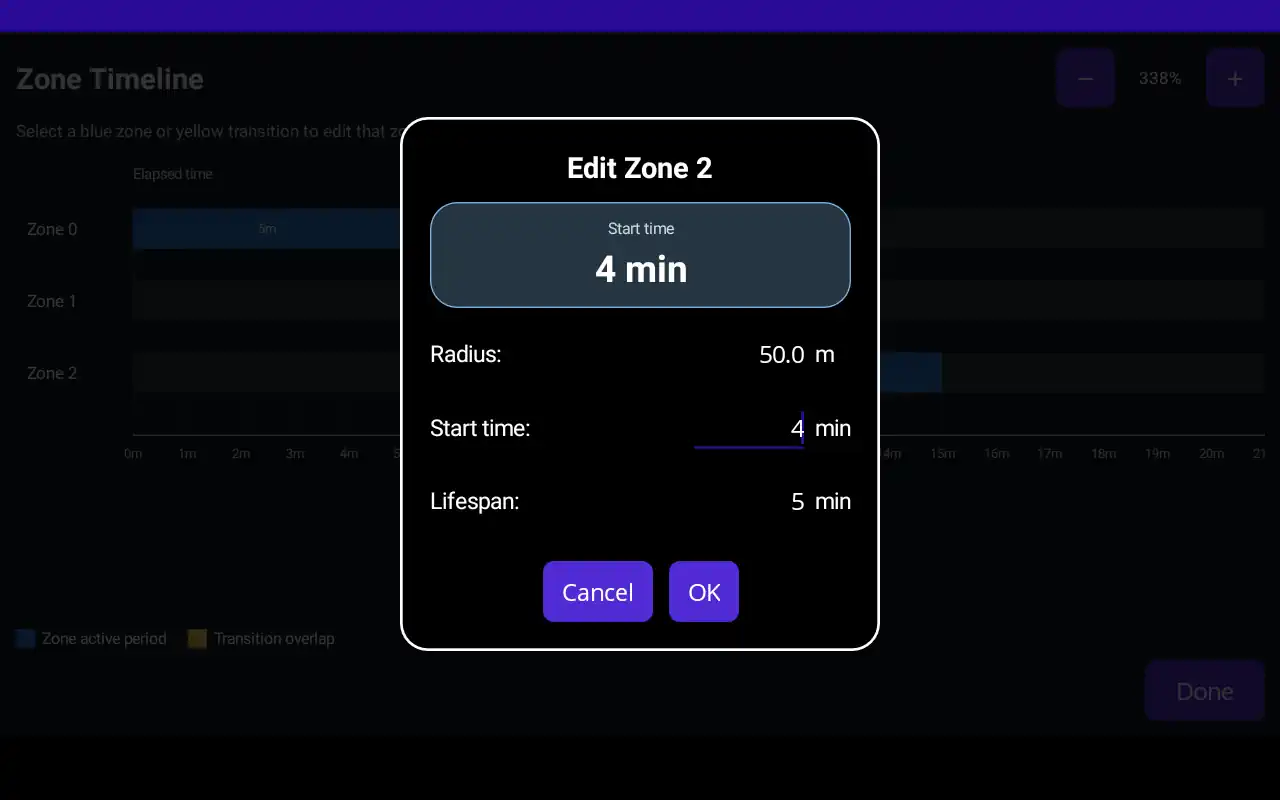 Zone Timeline
− 338% +
Select a blue zone or yellow transition to edit that
Elapsed time
Zone 0
5m
Zone 1
Zone 2
0m 1m 2m 3m 4m 15m 16m 17m 18m 19m 20m 21
Edit Zone 2
Start time
4 min
Radius: 50.0 m
Start time: 4 min
Lifespan: 5 min
Cancel OK
Zone active period Transition overlap
Done